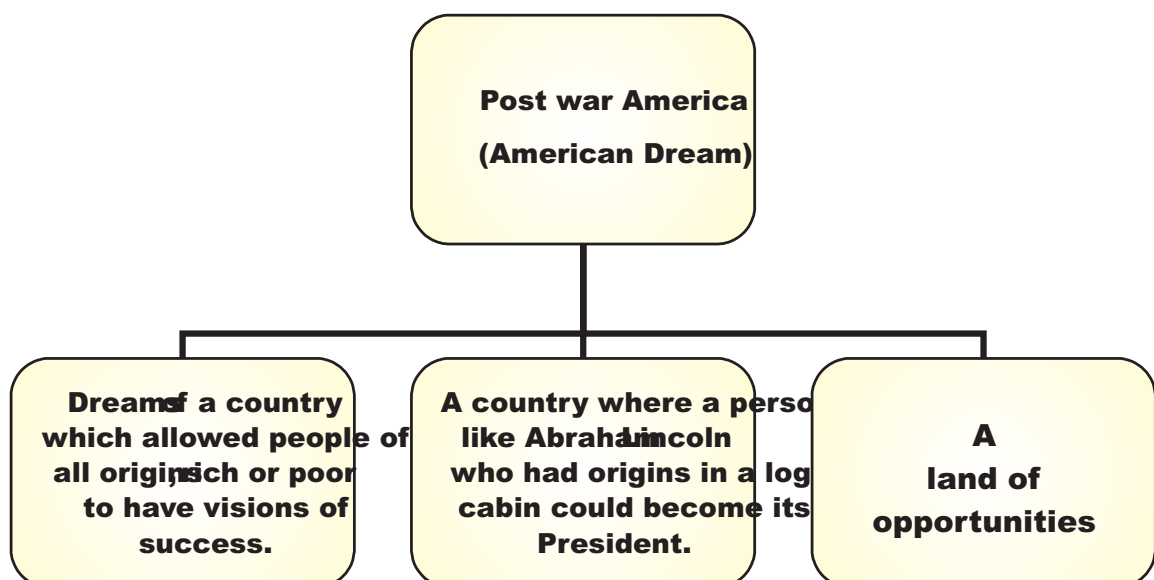 Post war America
(American Dream)
Dreams of a country
which allowed people of
all origins, rich or poor
to have visions of
success.
A country where a perso
like Abraham Lincoln
who had origins in a log
cabin could become its
President.
A
land of
opportunities